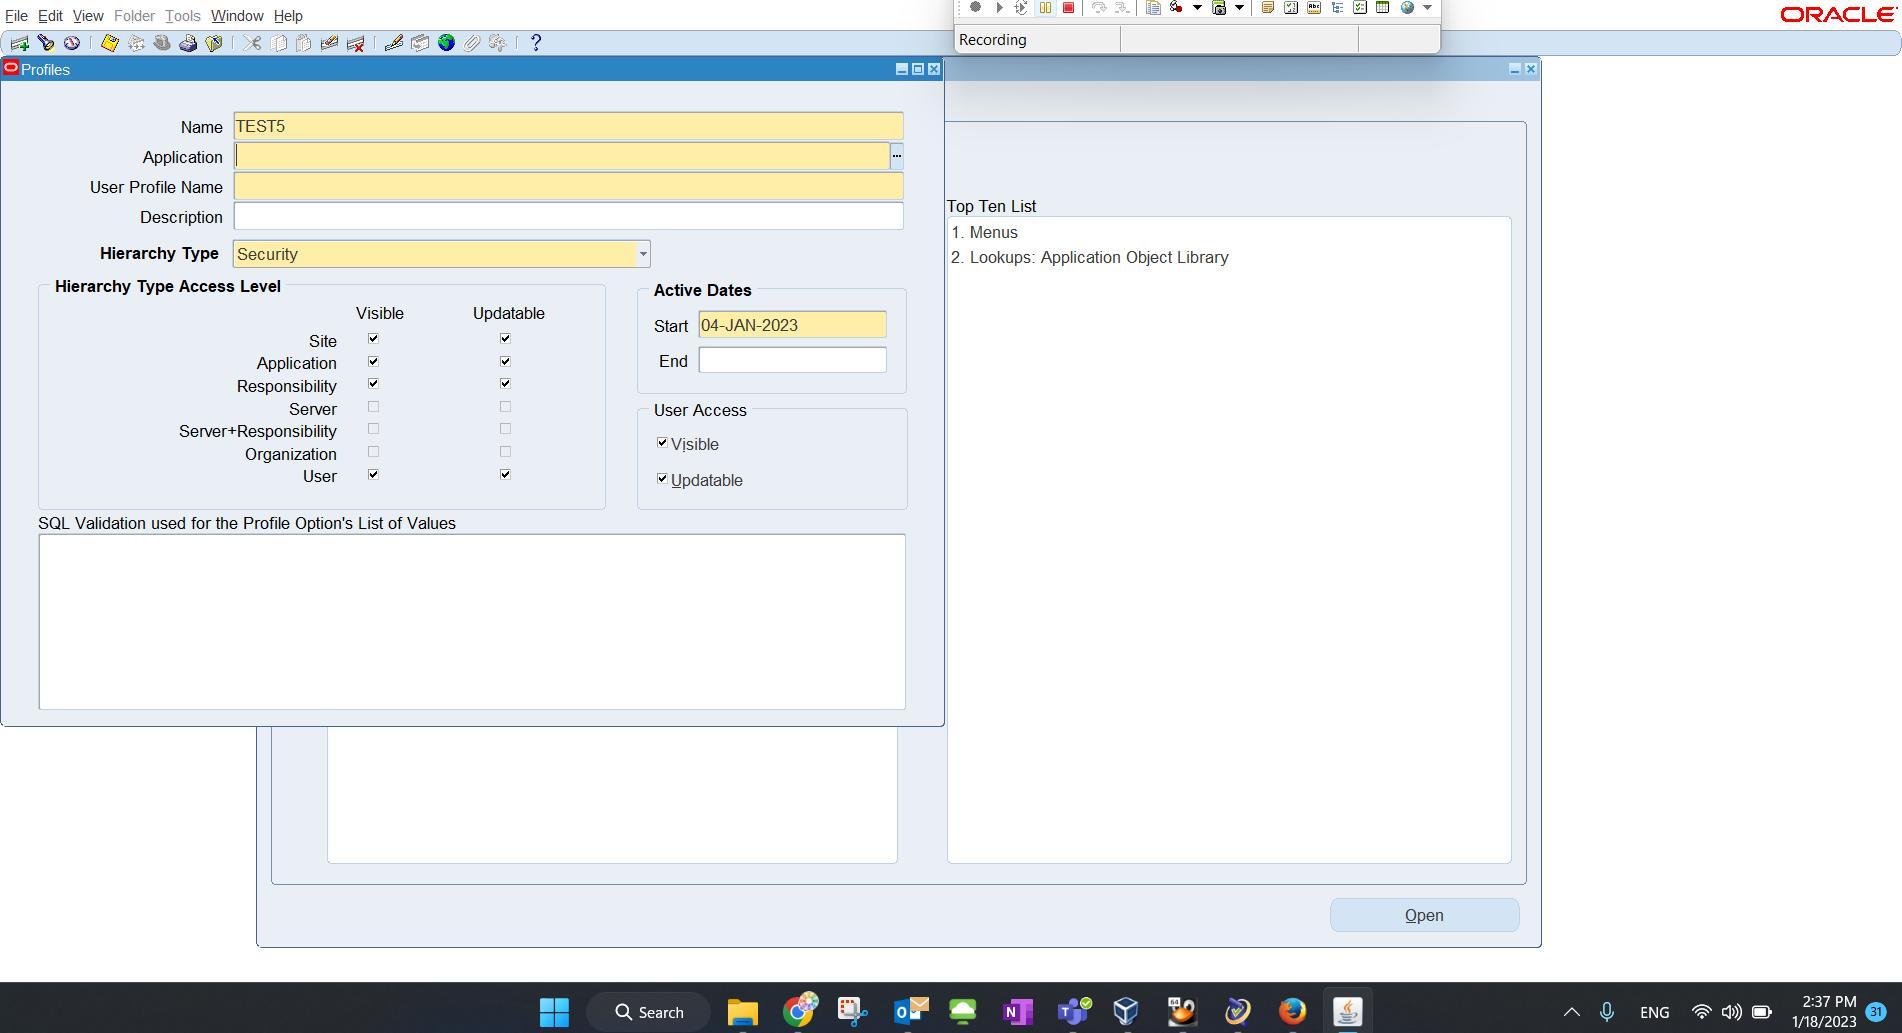 File Edit View Folder Tools Window Help
ORACLE
Recording
Profiles
Name TEST5
Application
User Profile Name
Description
Hierarchy Type Security
Hierarchy Type Access Level
Visible Updatable
Site
Application
Responsibility
Server
Server+Responsibility
Organization
User
Active Dates
Start 04-JAN-2023
End
User Access
Visible
Updatable
SQL Validation used for the Profile Option's List of Values
Top Ten List
1. Menus
2. Lookups: Application Object Library
Open
Search
ENG
2:37 PM
1/18/2023
31